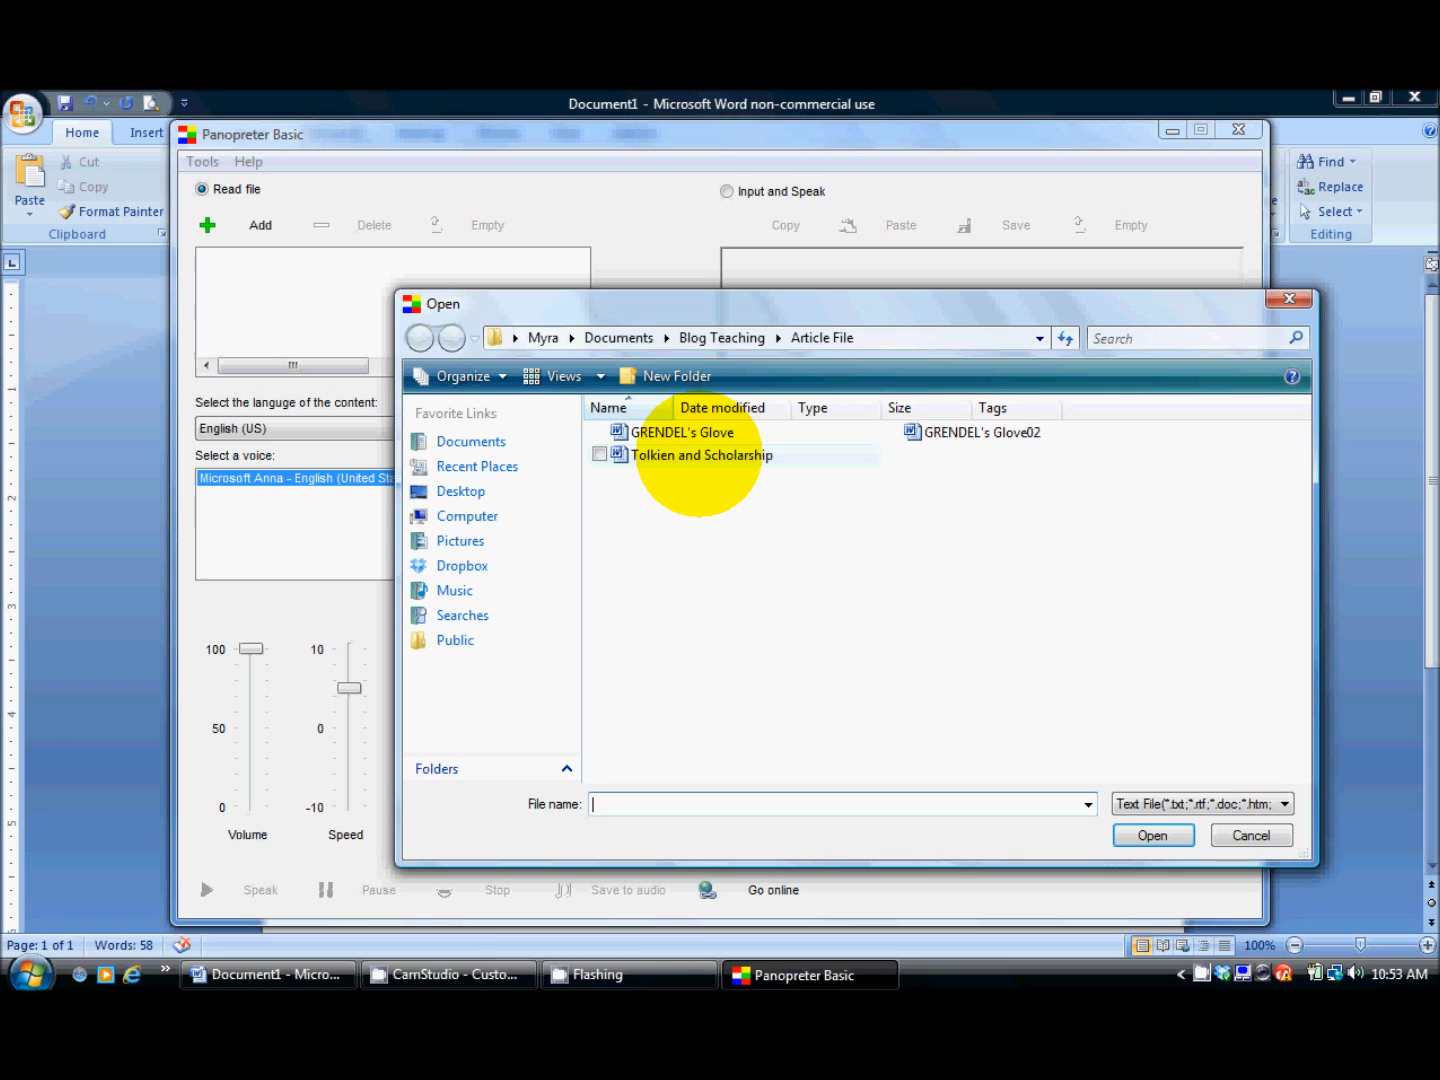 Document1 - Microsoft Word non-commercial use
Home Insert
Panopreter Basic
Tools Help
Cut
Copy
Paste
Format Painter
Clipboard
Find
Replace
Select
Editing
Read file
Input and Speak
Add Delete Empty
Copy Paste Save Empty
Select the languge of the content:
English (US)
Select a voice:
Microsoft Anna - English (United Sta
100 50 0
Volume
10 0 -10
Speed
Speak Pause Stop Save to audio Go online
Open
Myra Documents Blog Teaching Article File
Search
Organize Views New Folder
Favorite Links
Documents
Recent Places
Desktop
Computer
Pictures
Dropbox
Music
Searches
Public
Folders
Name Date modified Type Size Tags
GRENDEL's Glove GRENDEL's Glove02
Tolkien and Scholarship
File name:
Text File(*.txt;*.rtf;*.doc;*.htm;
Open Cancel
Page: 1 of 1 Words: 58 100%
Document1 - Micro... CamStudio - Custo... Flashing Panopreter Basic 10:53 AM